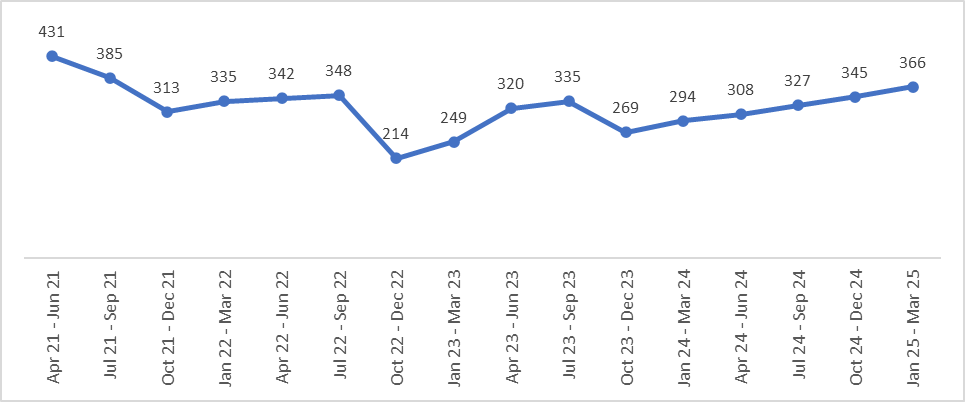 431
385
313
335
342
348
214
249
320
335
269
294
308
327
345
366
Apr 21 - Jun 21
Jul 21 - Sep 21
Oct 21 - Dec 21
Jan 22 - Mar 22
Apr 22 - Jun 22
Jul 22 - Sep 22
Oct 22 - Dec 22
Jan 23 - Mar 23
Apr 23 - Jun 23
Jul 23 - Sep 23
Oct 23 - Dec 23
Jan 24 - Mar 24
Apr 24 - Jun 24
Jul 24 - Sep 24
Oct 24 - Dec 24
Jan 25 - Mar 25